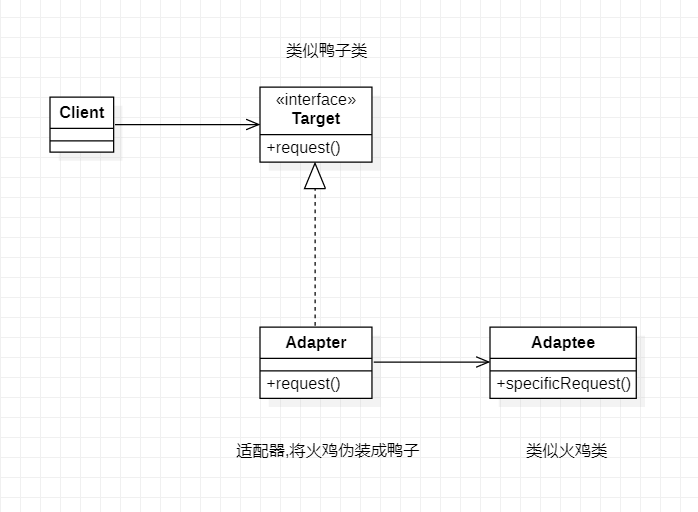 类似鸭子类
«interface»
Client
Target
+request()
Adapter
Adaptee
+request()
+specificRequest()
适配器,将火鸡伪装成鸭子
类似火鸡类